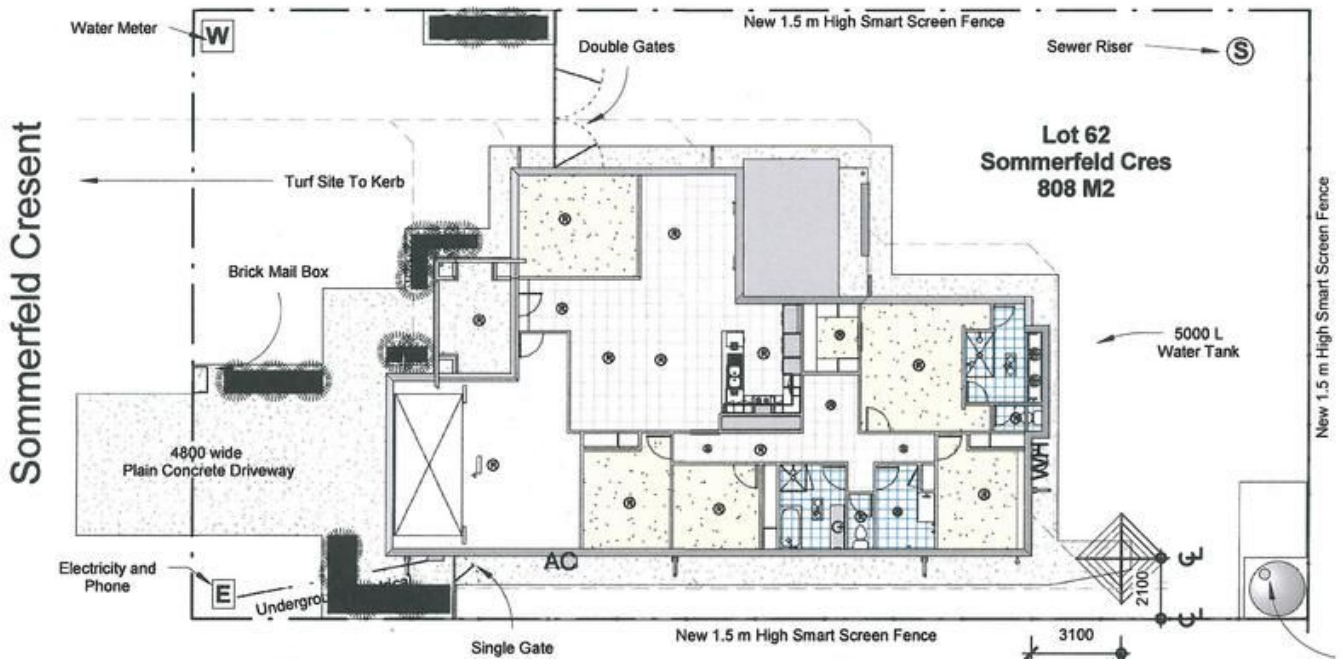 Water Meter
W
New 1.5 m High Smart Screen Fence
Double Gates
Sewer Riser
S
Lot 62
Sommerfeld Cres
808 M2
Sommerfeld Cresent
Turf Site To Kerb
New 1.5 m High Smart Screen Fence
Brick Mail Box
5000 L
Water Tank
4800 wide
Plain Concrete Driveway
WH
AC
Electricity and
Phone
E
Undergrou
2100
Single Gate
New 1.5 m High Smart Screen Fence
3100